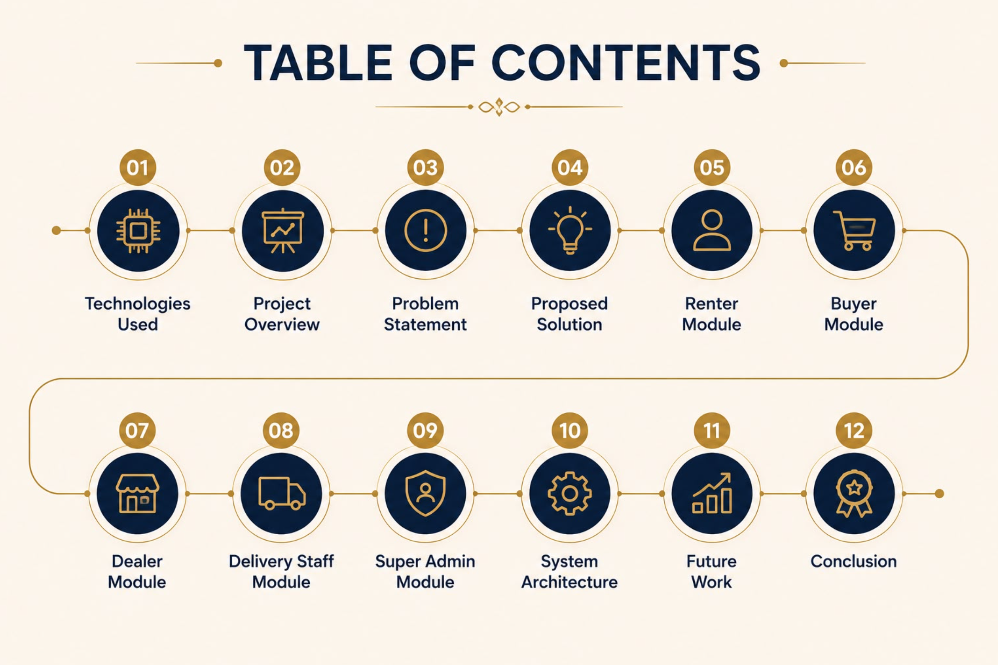 TABLE OF CONTENTS
01
02
03
04
05
06
Technologies
Used
Project
Overview
Problem
Statement
Proposed
Solution
Renter
Module
Buyer
Module
07
08
09
10
11
12
Dealer
Module
Delivery Staff
Module
Super Admin
Module
System
Architecture
Future
Work
Conclusion